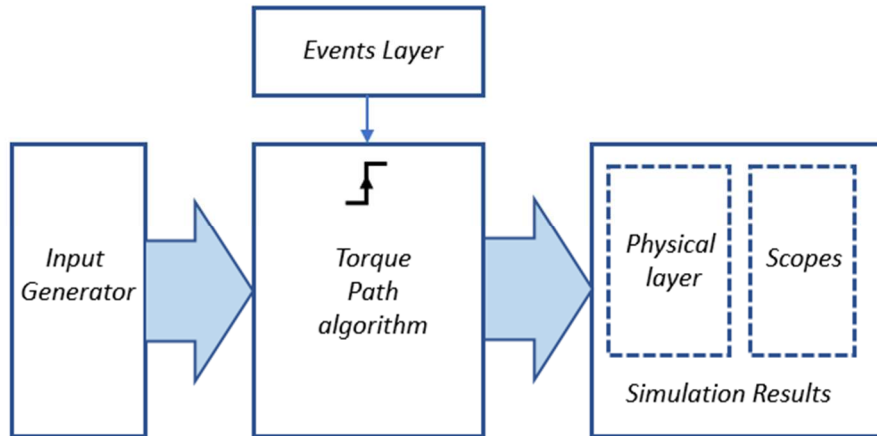 Events Layer
Input
Generator
Torque
Path
algorithm
Physical
layer
Scopes
Simulation Results